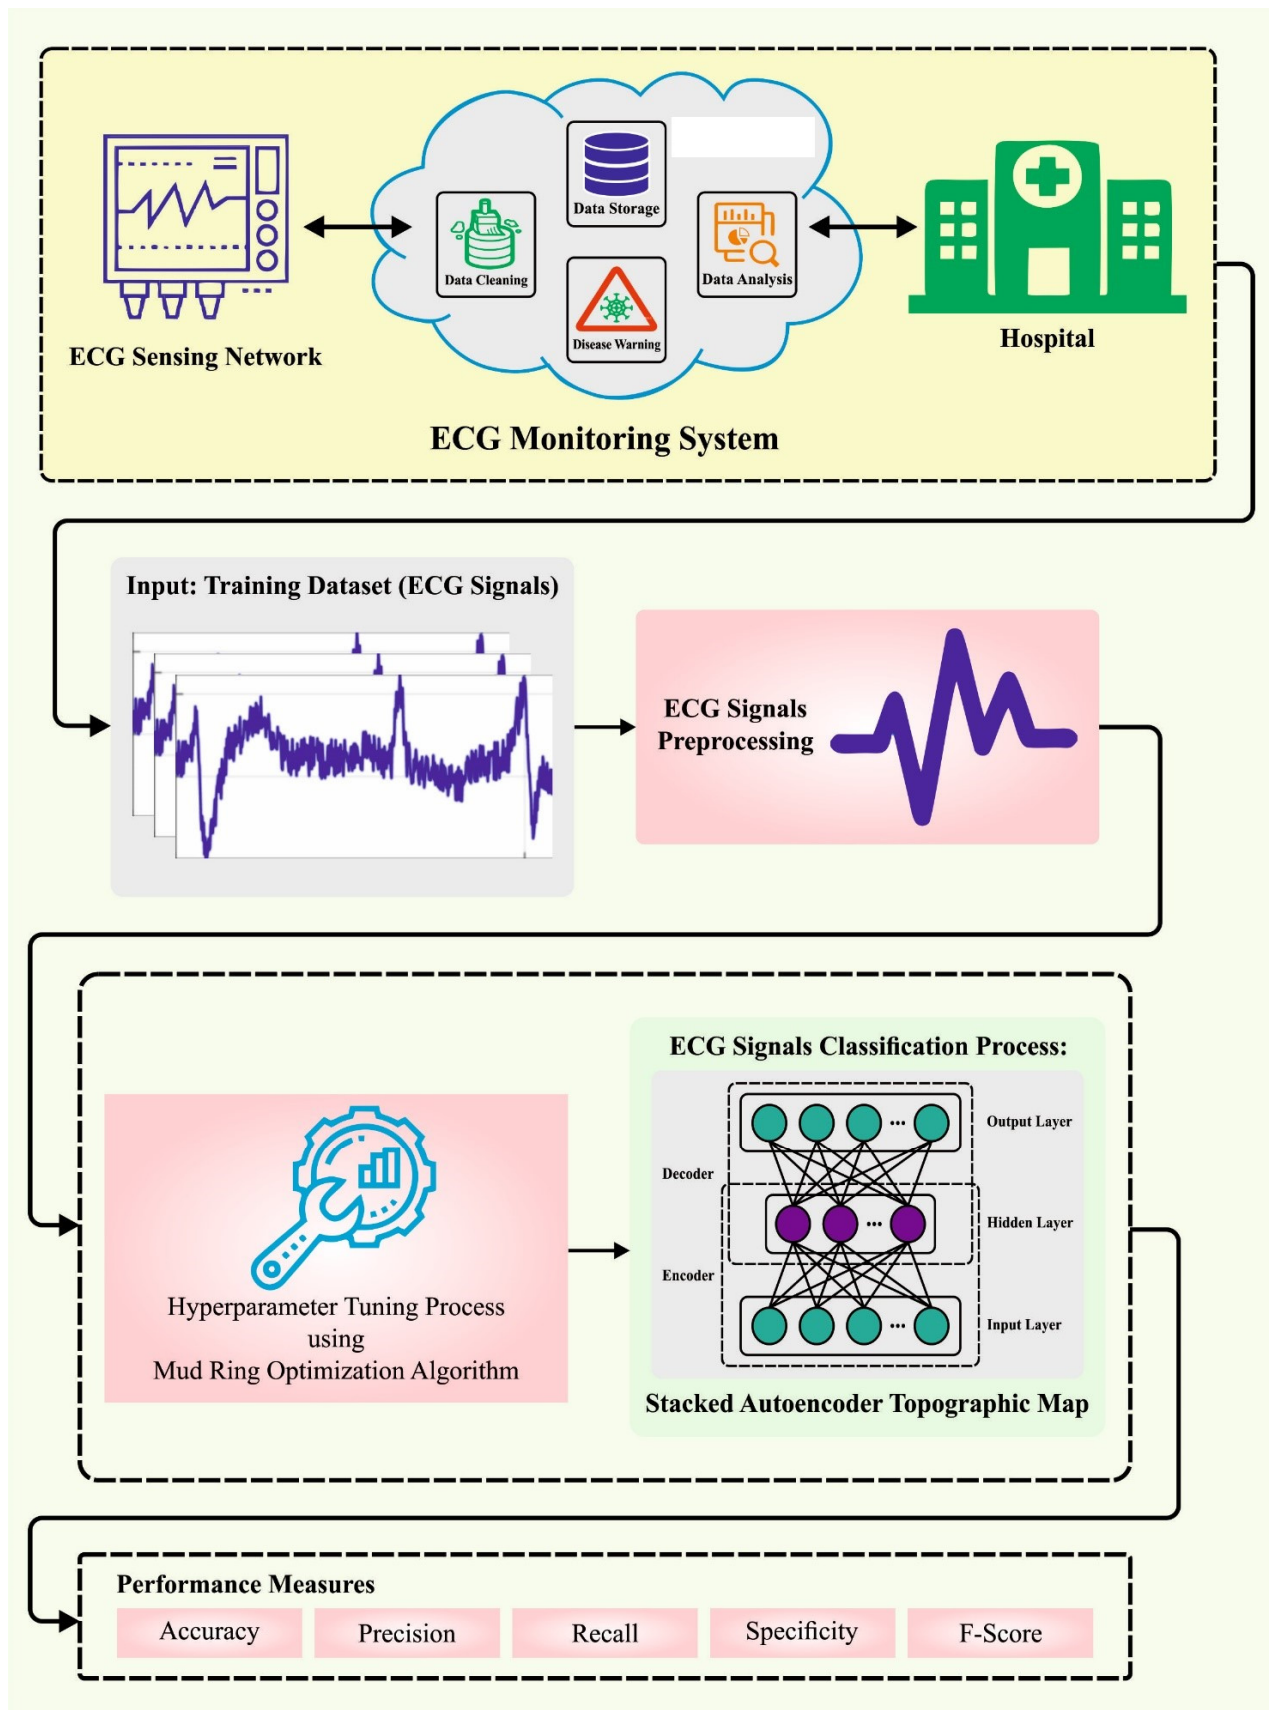 Data Storage
Data Cleaning
Data Analysis
Disease Warning
ECG Sensing Network
Hospital
ECG Monitoring System
Input: Training Dataset (ECG Signals)
ECG Signals
Preprocessing
ECG Signals Classification Process:
Output Layer
Decoder
Hidden Layer
Encoder
Input Layer
Stacked Autoencoder Topographic Map
Hyperparameter Tuning Process
using
Mud Ring Optimization Algorithm
Performance Measures
Accuracy
Precision
Recall
Specificity
F-Score